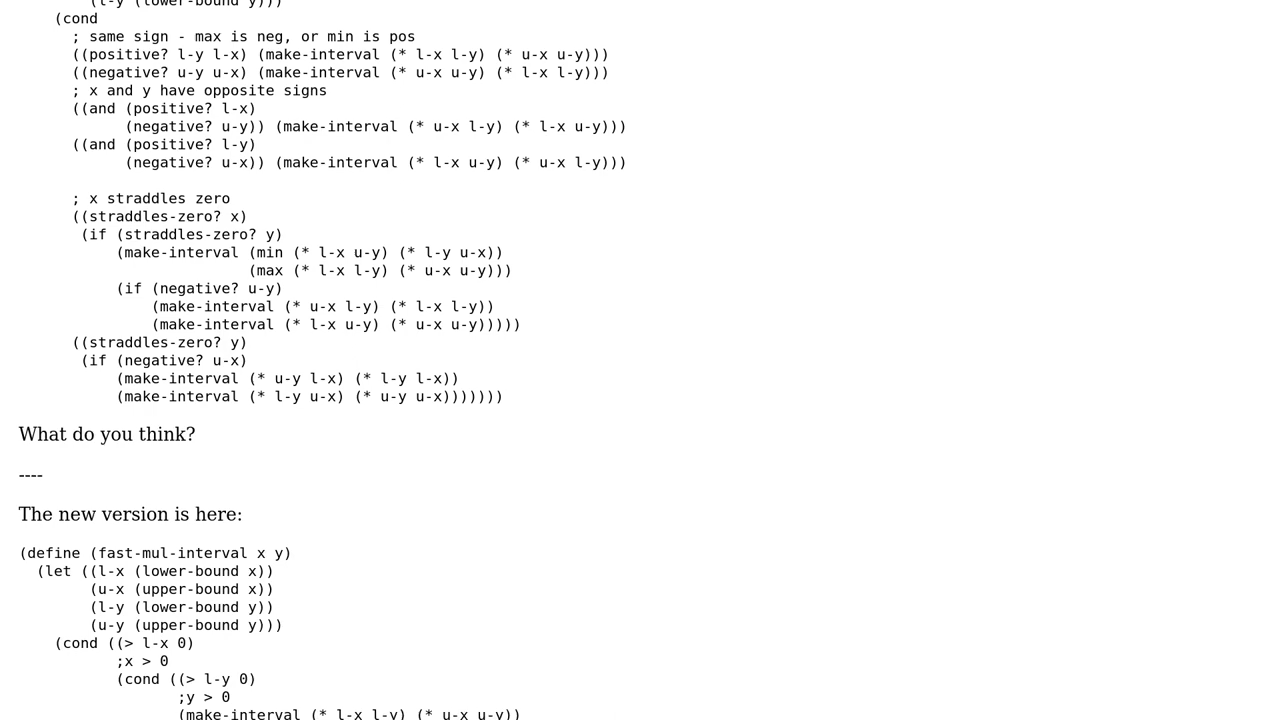 (l-y (lower-bound y)))
(cond
; same sign - max is neg, or min is pos
((positive? l-y l-x) (make-interval (* l-x l-y) (* u-x u-y)))
((negative? u-y u-x) (make-interval (* u-x u-y) (* l-x l-y)))
; x and y have opposite signs
((and (positive? l-x)
(negative? u-y)) (make-interval (* u-x l-y) (* l-x u-y)))
((and (positive? l-y)
(negative? u-x)) (make-interval (* l-x u-y) (* u-x l-y)))
; x straddles zero
((straddles-zero? x)
(if (straddles-zero? y)
(make-interval (min (* l-x u-y) (* l-y u-x))
(max (* l-x l-y) (* u-x u-y)))
(if (negative? u-y)
(make-interval (* u-x l-y) (* l-x l-y))
(make-interval (* l-x u-y) (* u-x u-y)))))
((straddles-zero? y)
(if (negative? u-x)
(make-interval (* u-y l-x) (* l-y l-x))
(make-interval (* l-y u-x) (* u-y u-x)))))))
What do you think?
----
The new version is here:
(define (fast-mul-interval x y)
(let ((l-x (lower-bound x))
(u-x (upper-bound x))
(l-y (lower-bound y))
(u-y (upper-bound y)))
(cond ((> l-x 0)
;x > 0
(cond ((> l-y 0)
;y > 0
(make-interval (* l-x l-y) (* u-x u-y))